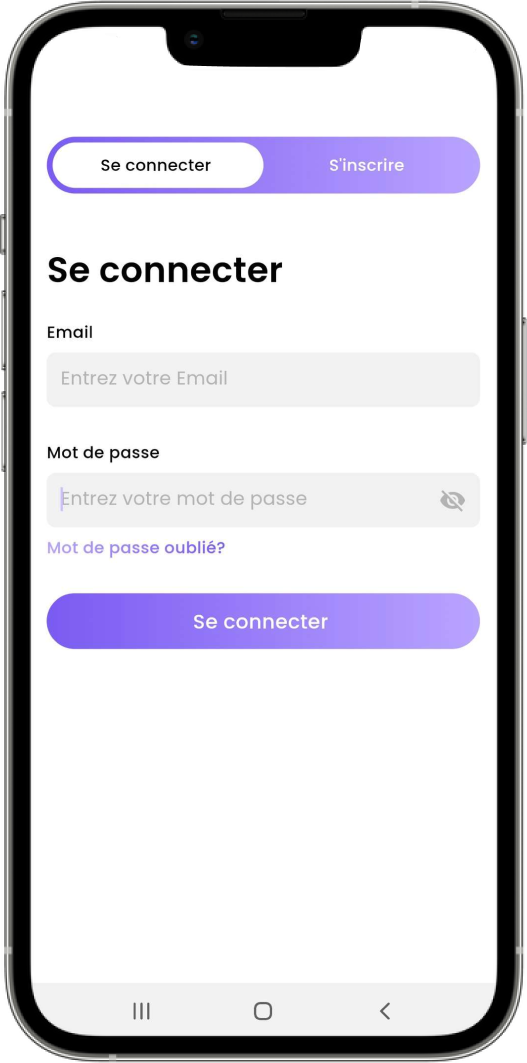 Se connecter
S'inscrire
Se connecter
Email
Entrez votre Email
Mot de passe
Entrez votre mot de passe
Mot de passe oublié?
Se connecter